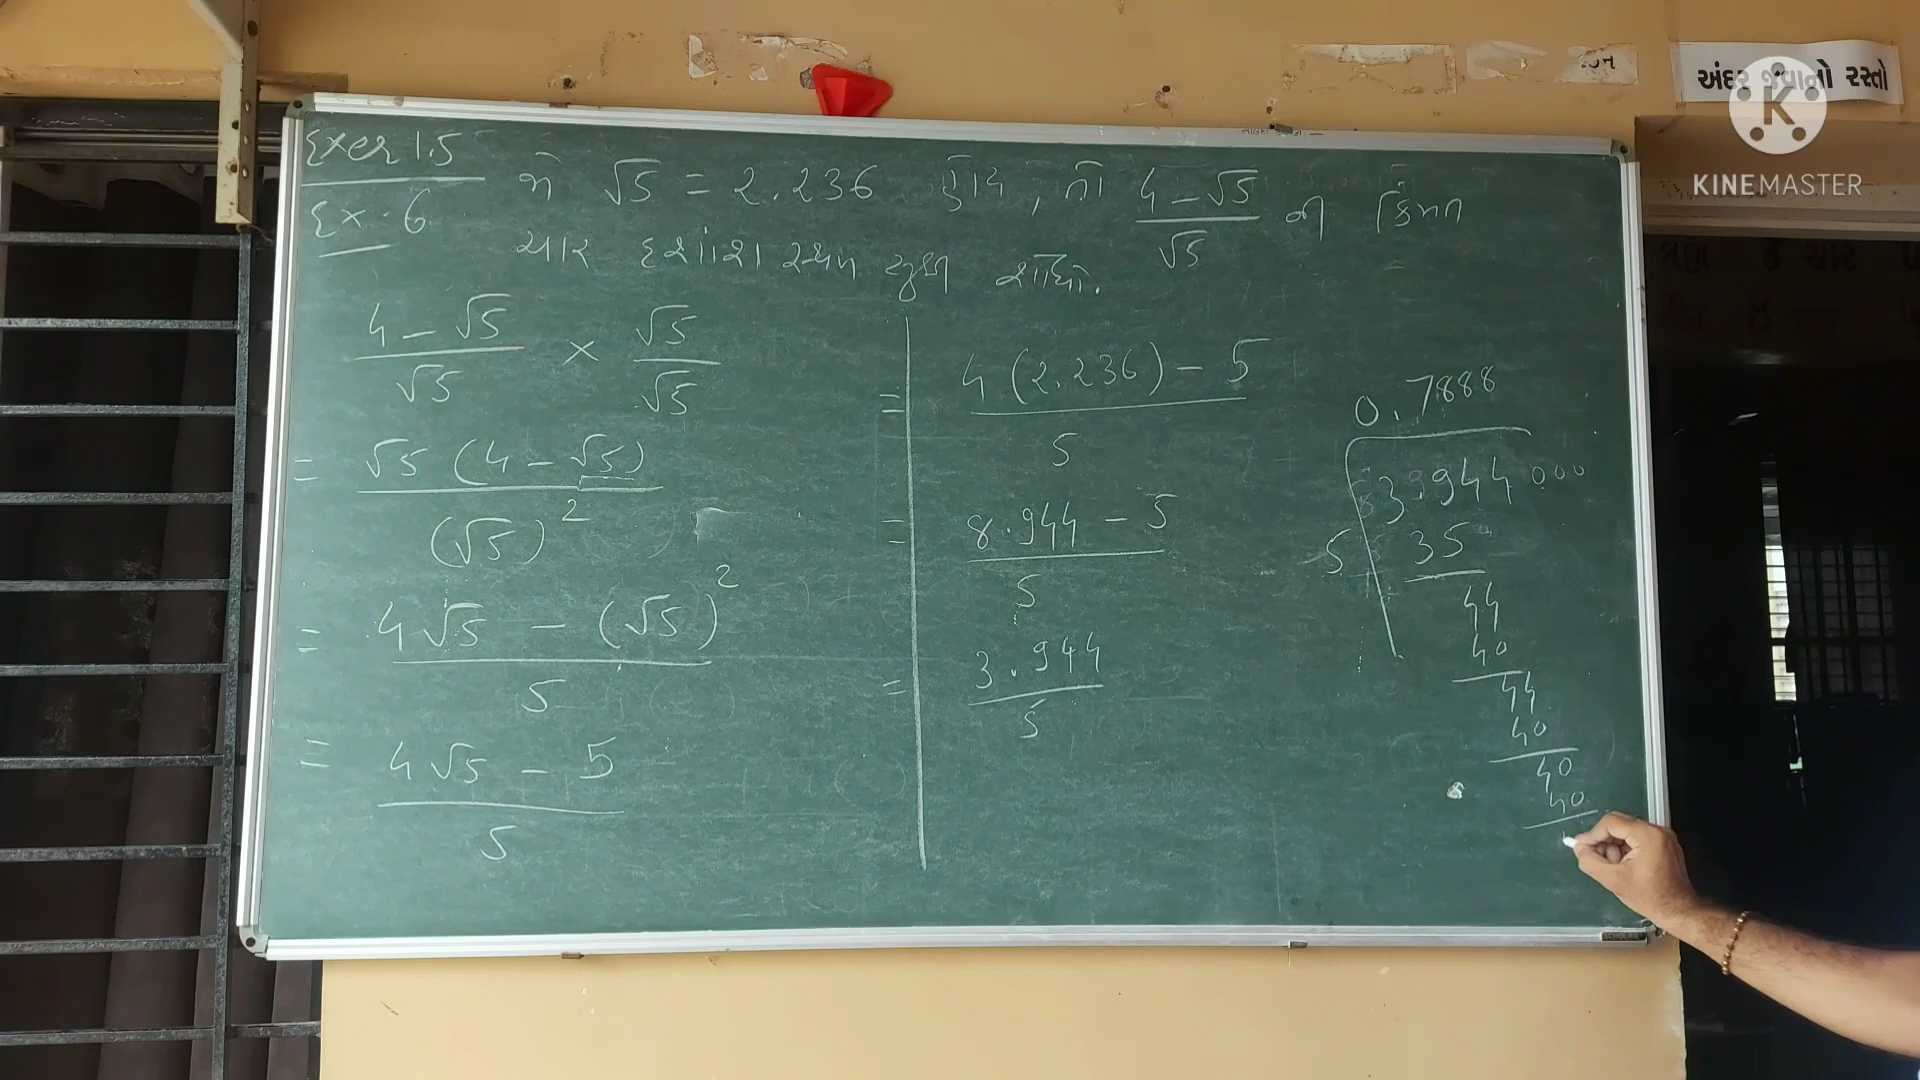 અંદર જવાનો રસ્તો
KINEMASTER
Exer 1.5
Ex - 6
જો √5 = 2.236 હોય, તો (4 - √5)/√5 ની કિંમત
ચાર દશાંશ સ્થળ સુધી શોધો.
(4 - √5)/√5 × √5/√5
= √5 (4 - √5)/(√5)²
= (4√5 - (√5)²)/5
= (4√5 - 5)/5
= (4(2.236) - 5)/5
= (8.944 - 5)/5
= 3.944/5
0.7888
5 3.944000
35
44
40
44
40
40
40